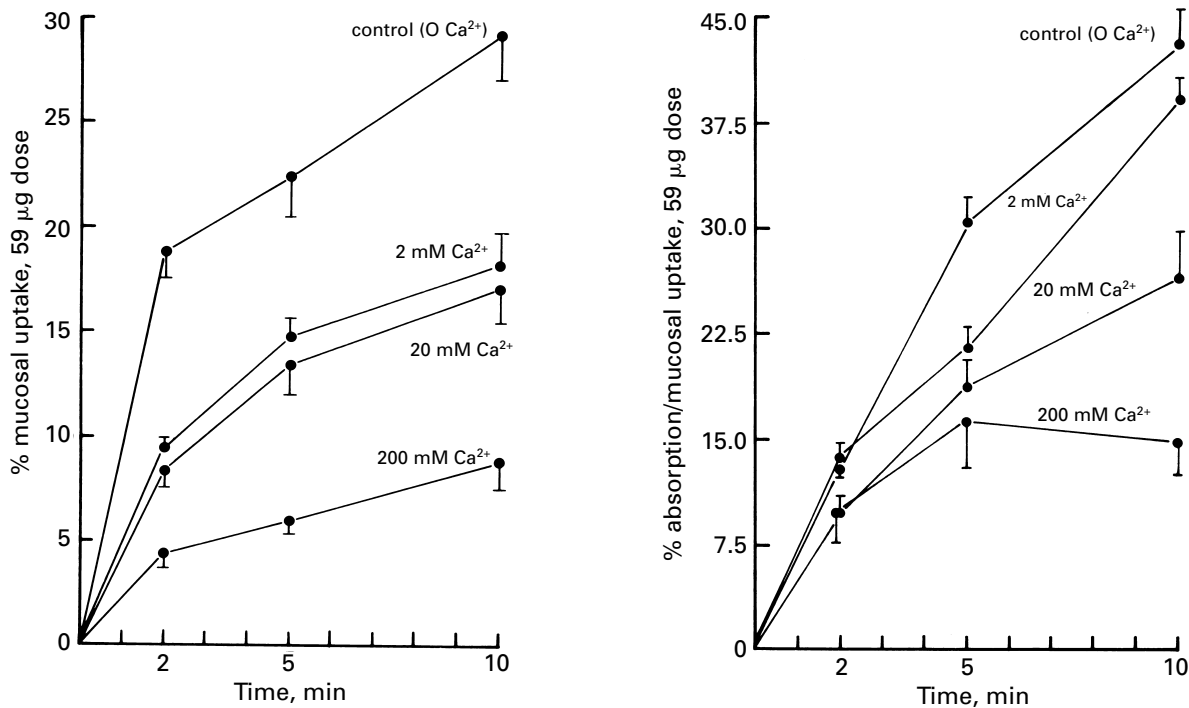 % mucosal uptake, 59 µg dose
30
25
20
15
10
5
0
control (O Ca²⁺)
2 mM Ca²⁺
20 mM Ca²⁺
200 mM Ca²⁺
2
5
10
Time, min
% absorption/mucosal uptake, 59 µg dose
45.0
37.5
30.0
22.5
15.0
7.5
0
control (O Ca²⁺)
2 mM Ca²⁺
20 mM Ca²⁺
200 mM Ca²⁺
2
5
10
Time, min